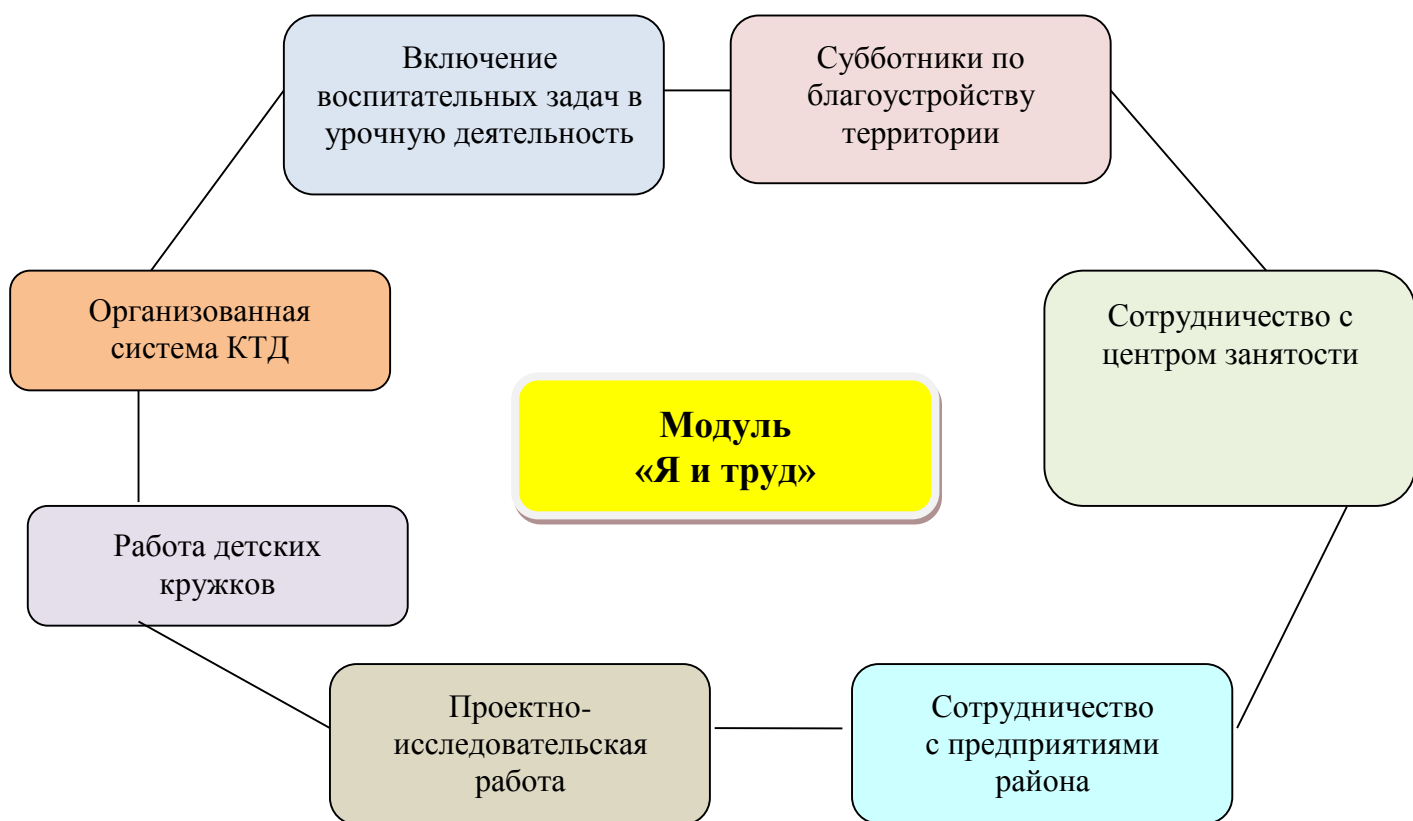 Включение
воспитательных задач в
урочную деятельность
Субботники по
благоустройству
территории
Организованная
система КТД
Сотрудничество с
центром занятости
Модуль
«Я и труд»
Работа детских
кружков
Проектно-
исследовательская
работа
Сотрудничество
с предприятиями
района